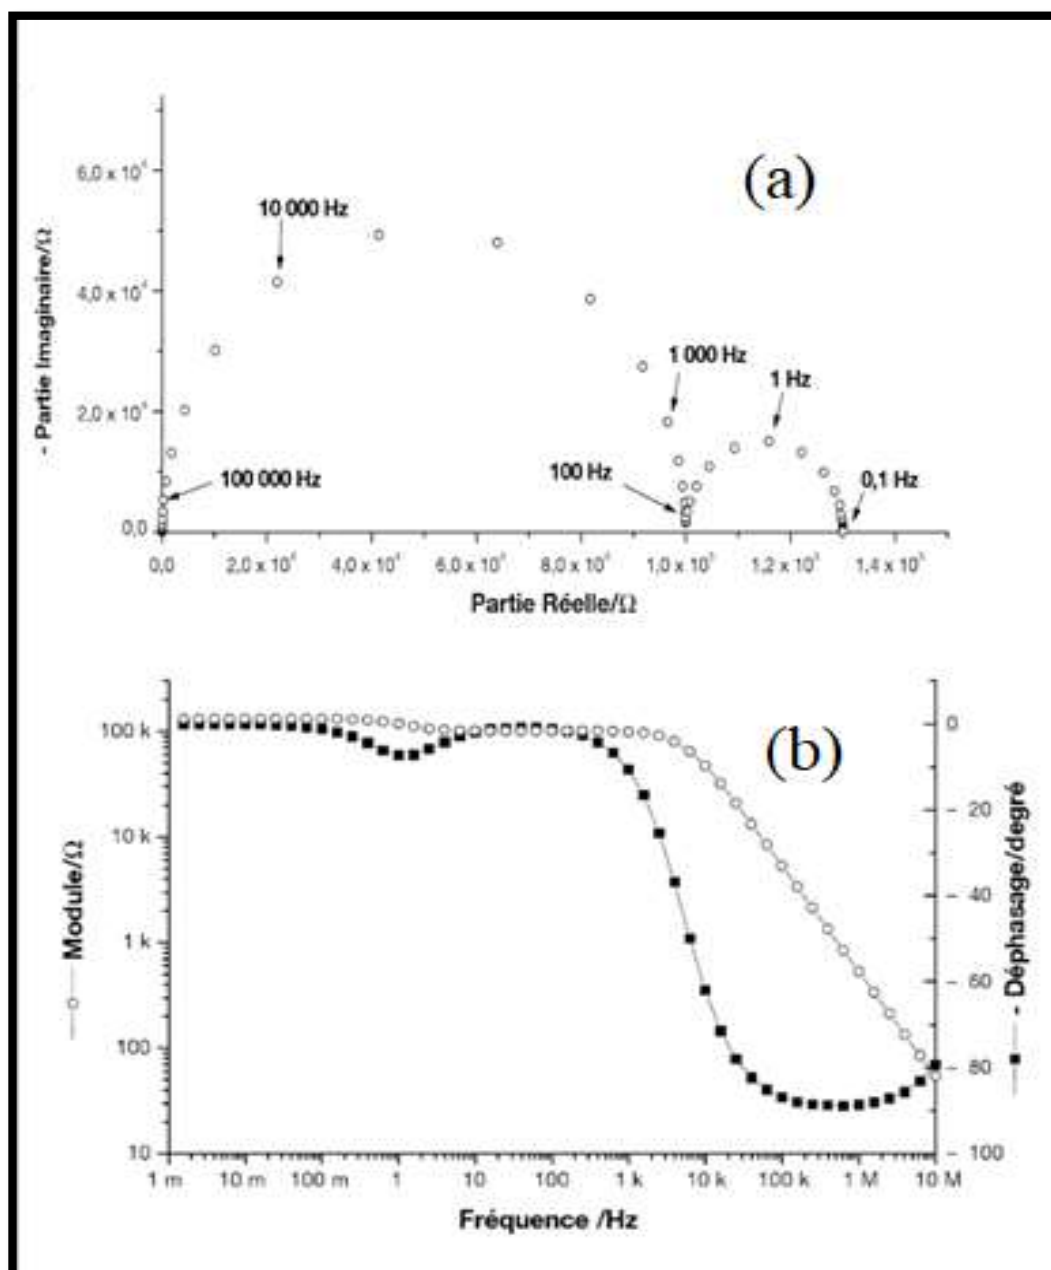 (a)
- Partie Imaginaire/Ω
6,0 x 10⁴
4,0 x 10⁴
2,0 x 10⁴
0,0
10 000 Hz
1 000 Hz
1 Hz
100 Hz
0,1 Hz
100 000 Hz
0,0
2,0 x 10⁴
4,0 x 10⁴
6,0 x 10⁴
8,0 x 10⁴
1,0 x 10⁵
1,2 x 10⁵
1,4 x 10⁵
Partie Réelle/Ω
(b)
Module/Ω
100 k
10 k
1 k
100
10
0
- 20
- 40
- 60
- 80
- 100
- Déphasage/degré
1 m
10 m
100 m
1
10
100
1 k
10 k
100 k
1 M
10 M
Fréquence /Hz